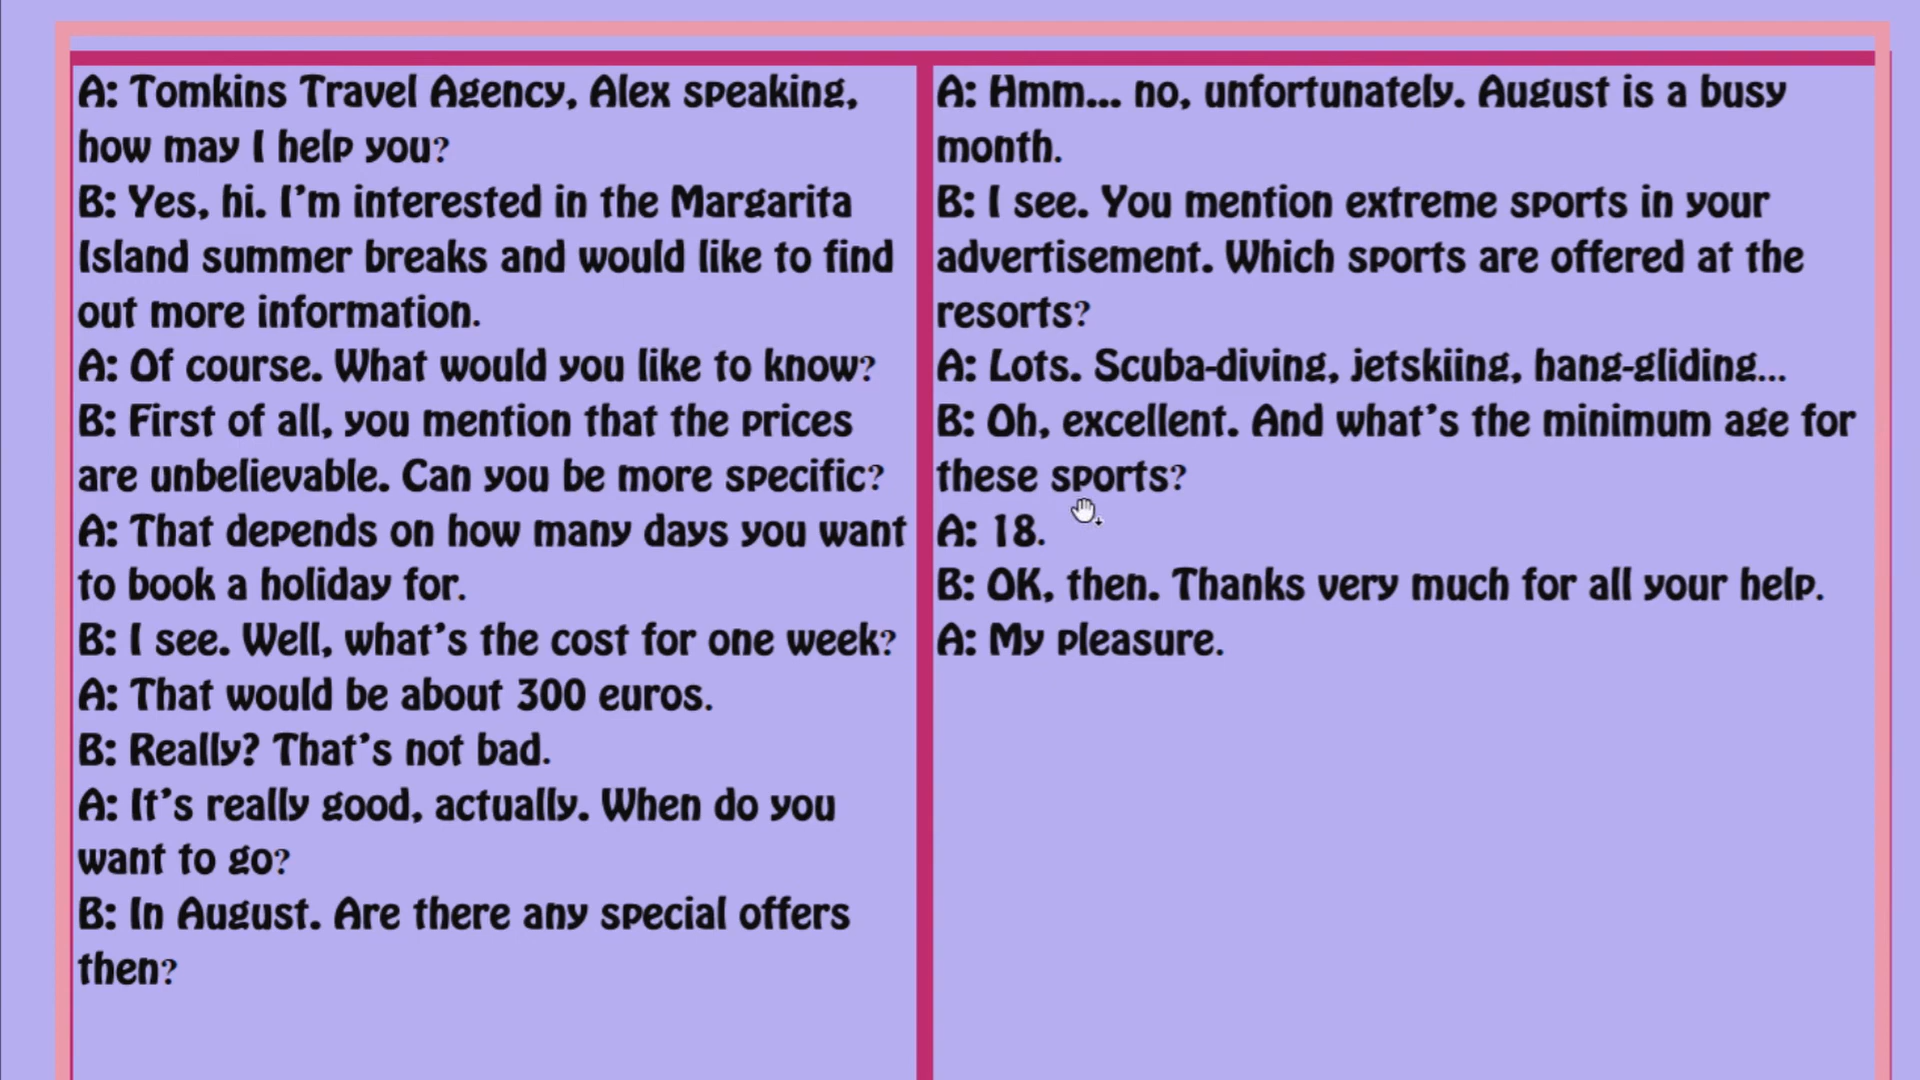 A: Tomkins Travel Agency, Alex speaking,
how may I help you?
B: Yes, hi. I'm interested in the Margarita
Island summer breaks and would like to find
out more information.
A: Of course. What would you like to know?
B: First of all, you mention that the prices
are unbelievable. Can you be more specific?
A: That depends on how many days you want
to book a holiday for.
B: I see. Well, what's the cost for one week?
A: That would be about 300 euros.
B: Really? That's not bad.
A: It's really good, actually. When do you
want to go?
B: In August. Are there any special offers
then?
A: Hmm... no, unfortunately. August is a busy
month.
B: I see. You mention extreme sports in your
advertisement. Which sports are offered at the
resorts?
A: Lots. Scuba-diving, jetskiing, hang-gliding...
B: Oh, excellent. And what's the minimum age for
these sports?
A: 18.
B: OK, then. Thanks very much for all your help.
A: My pleasure.